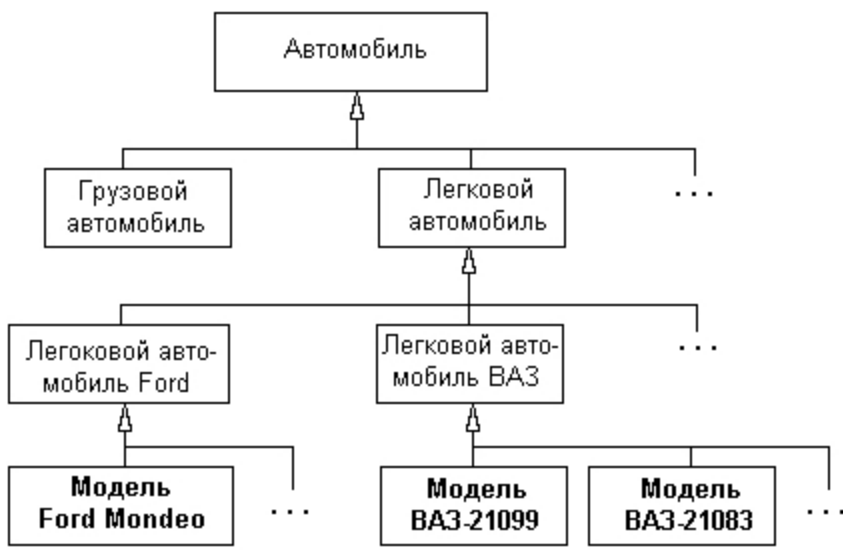 Автомобиль
Грузовой
автомобиль
Легковой
автомобиль
. . .
Легоковой авто-
мобиль Ford
Легковой авто-
мобиль ВАЗ
. . .
Модель
Ford Mondeo
. . .
Модель
ВАЗ-21099
Модель
ВАЗ-21083
. . .